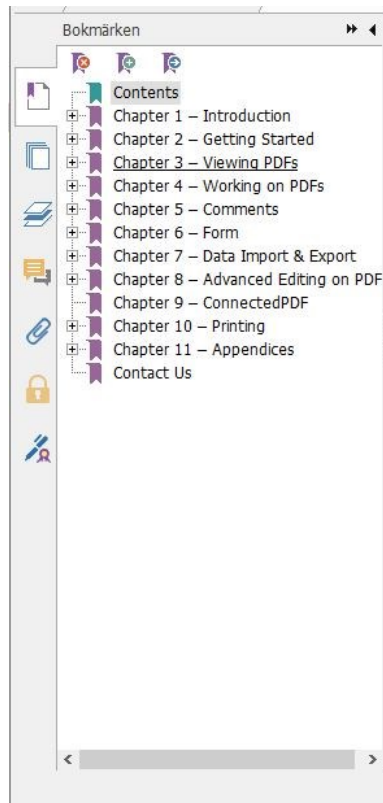 Bokmärken
Contents
Chapter 1 – Introduction
Chapter 2 – Getting Started
Chapter 3 – Viewing PDFs
Chapter 4 – Working on PDFs
Chapter 5 – Comments
Chapter 6 – Form
Chapter 7 – Data Import & Export
Chapter 8 – Advanced Editing on PDF
Chapter 9 – ConnectedPDF
Chapter 10 – Printing
Chapter 11 – Appendices
Contact Us